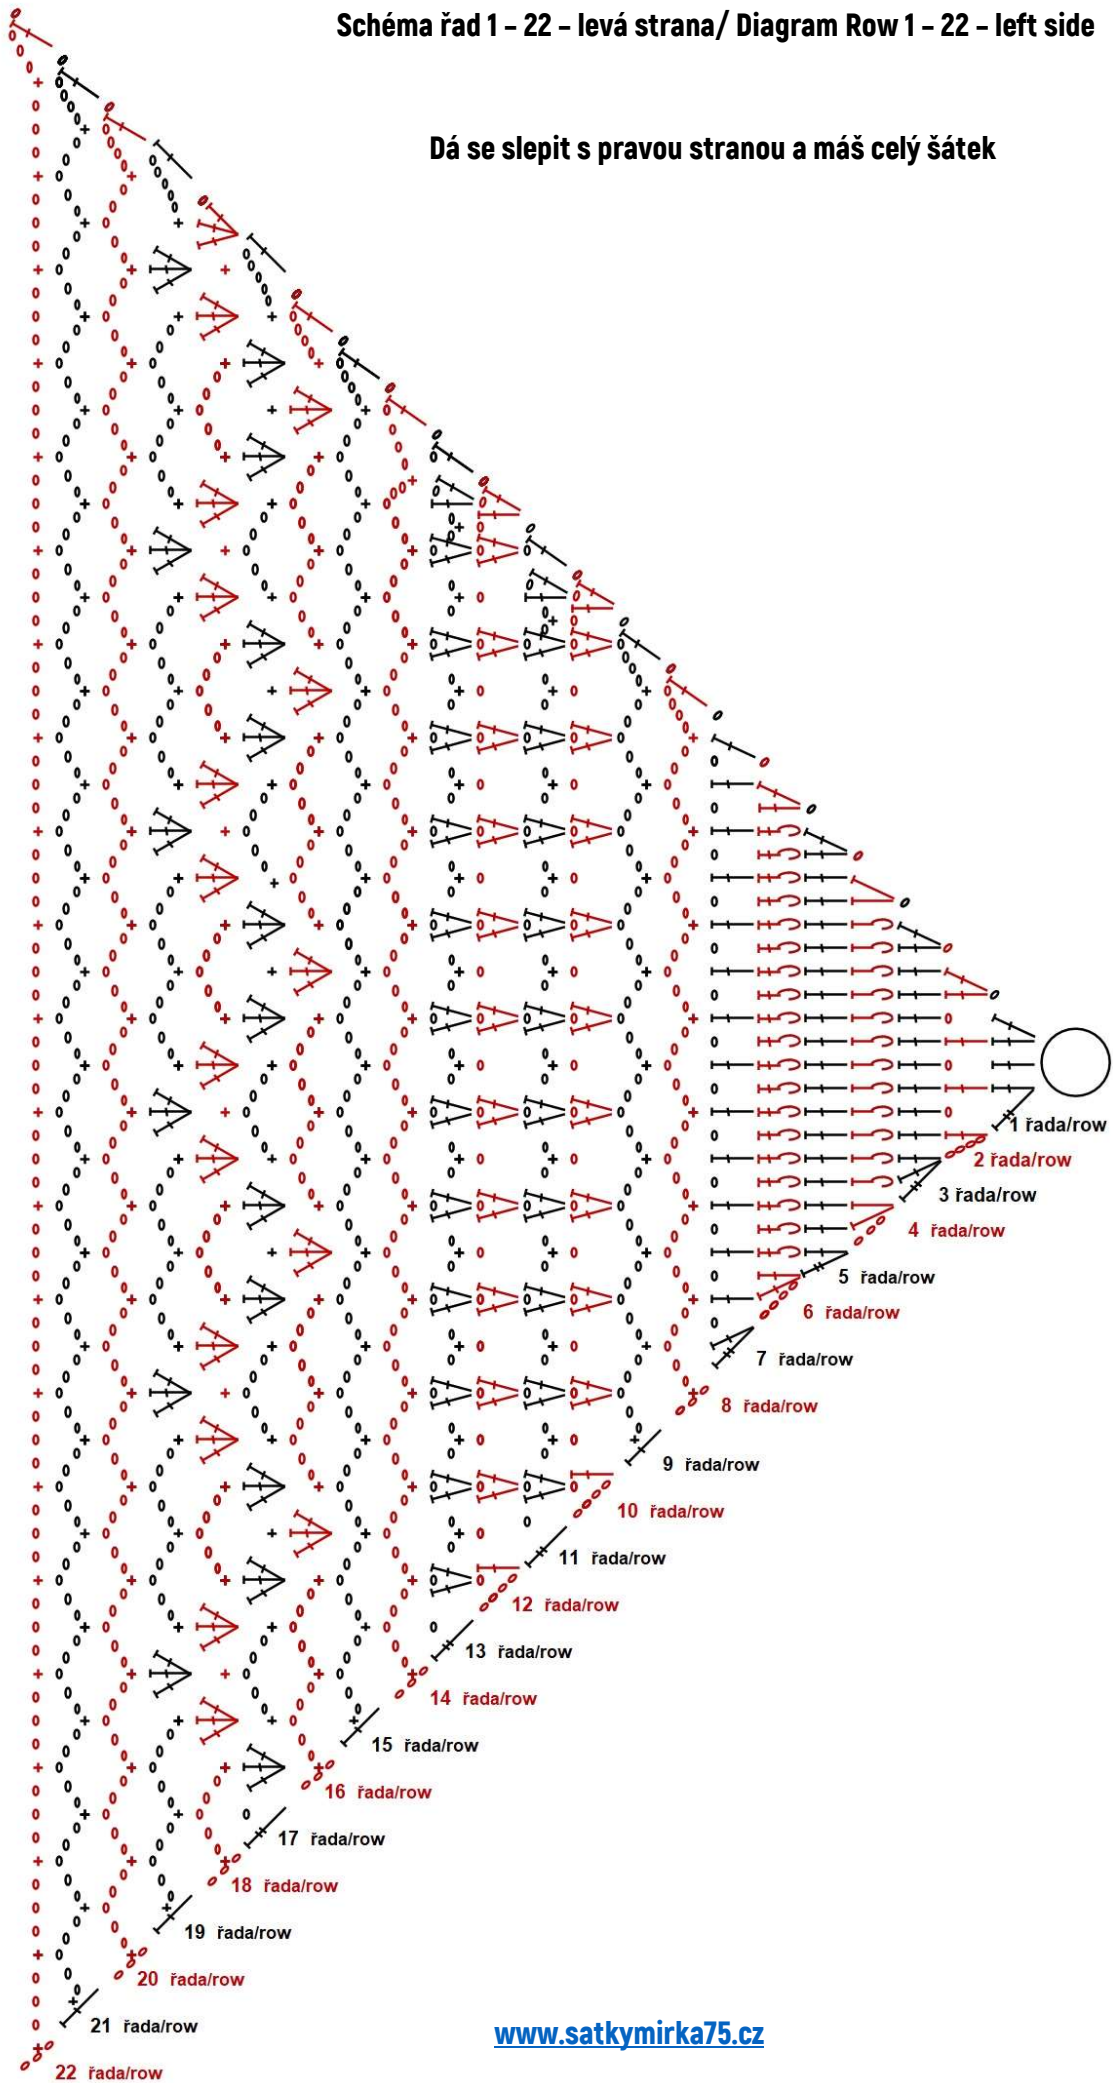 Schéma řad 1 – 22 – levá strana/ Diagram Row 1 – 22 – left side
Dá se slepit s pravou stranou a máš celý šátek
1 řada/row
2 řada/row
3 řada/row
4 řada/row
5 řada/row
6 řada/row
7 řada/row
8 řada/row
9 řada/row
10 řada/row
11 řada/row
12 řada/row
13 řada/row
14 řada/row
15 řada/row
16 řada/row
17 řada/row
18 řada/row
19 řada/row
20 řada/row
21 řada/row
www.satkymirka75.cz
22 řada/row